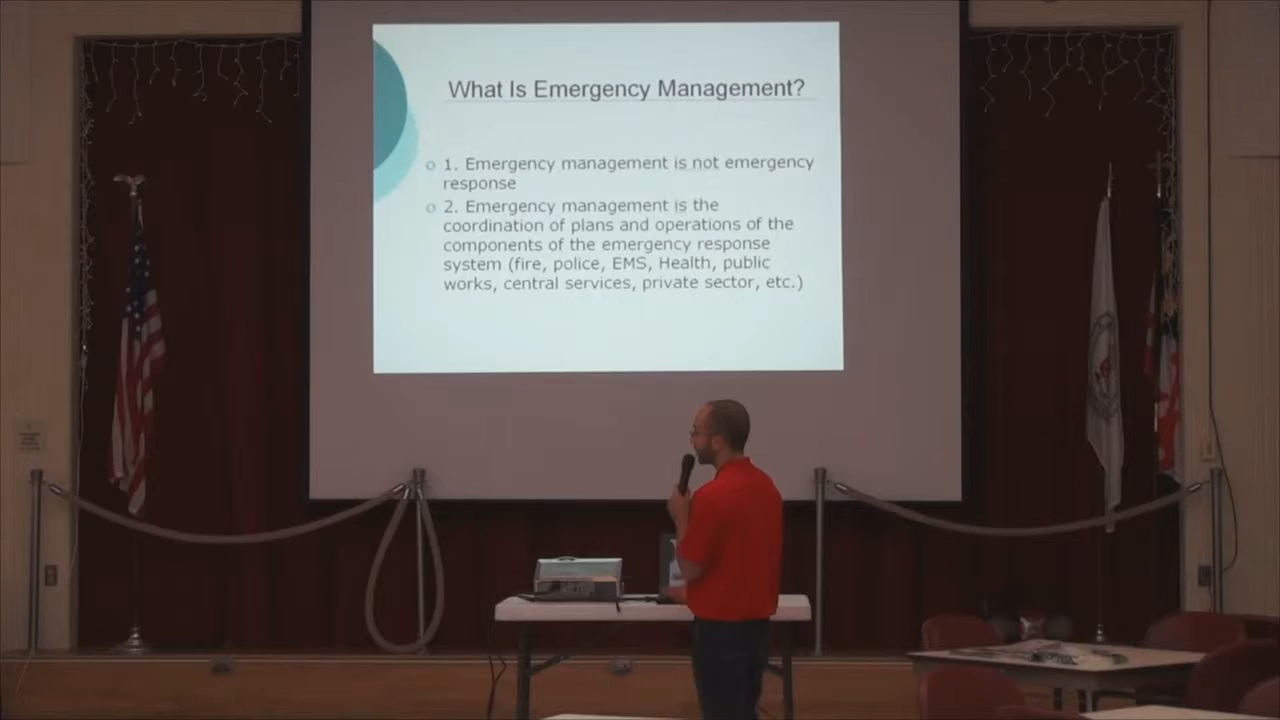 What Is Emergency Management?
1. Emergency management is not emergency
response
2. Emergency management is the
coordination of plans and operations of the
components of the emergency response
system (fire, police, EMS, Health, public
works, central services, private sector, etc.)